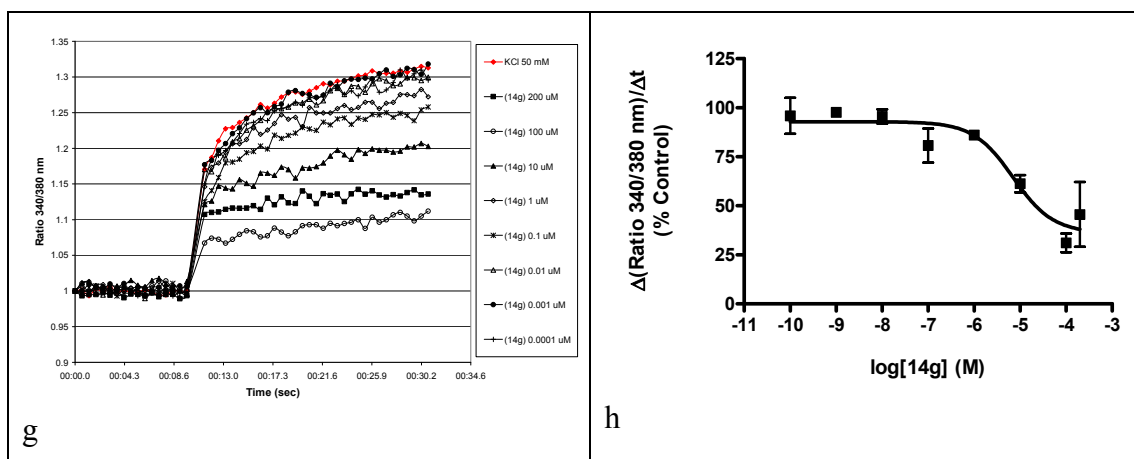 1.35
1.3
1.25
1.2
1.15
1.1
1.05
1
0.95
0.9
Ratio 340/380 nm
00:00.0 00:04.3 00:08.6 00:13.0 00:17.3 00:21.6 00:25.9 00:30.2 00:34.6
Time (sec)
KCl 50 mM
(14g) 200 uM
(14g) 100 uM
(14g) 10 uM
(14g) 1 uM
(14g) 0.1 uM
(14g) 0.01 uM
(14g) 0.001 uM
(14g) 0.0001 uM
g
Δ(Ratio 340/380 nm)/Δt
(% Control)
125
100
75
50
25
0
-11 -10 -9 -8 -7 -6 -5 -4 -3
log[14g] (M)
h